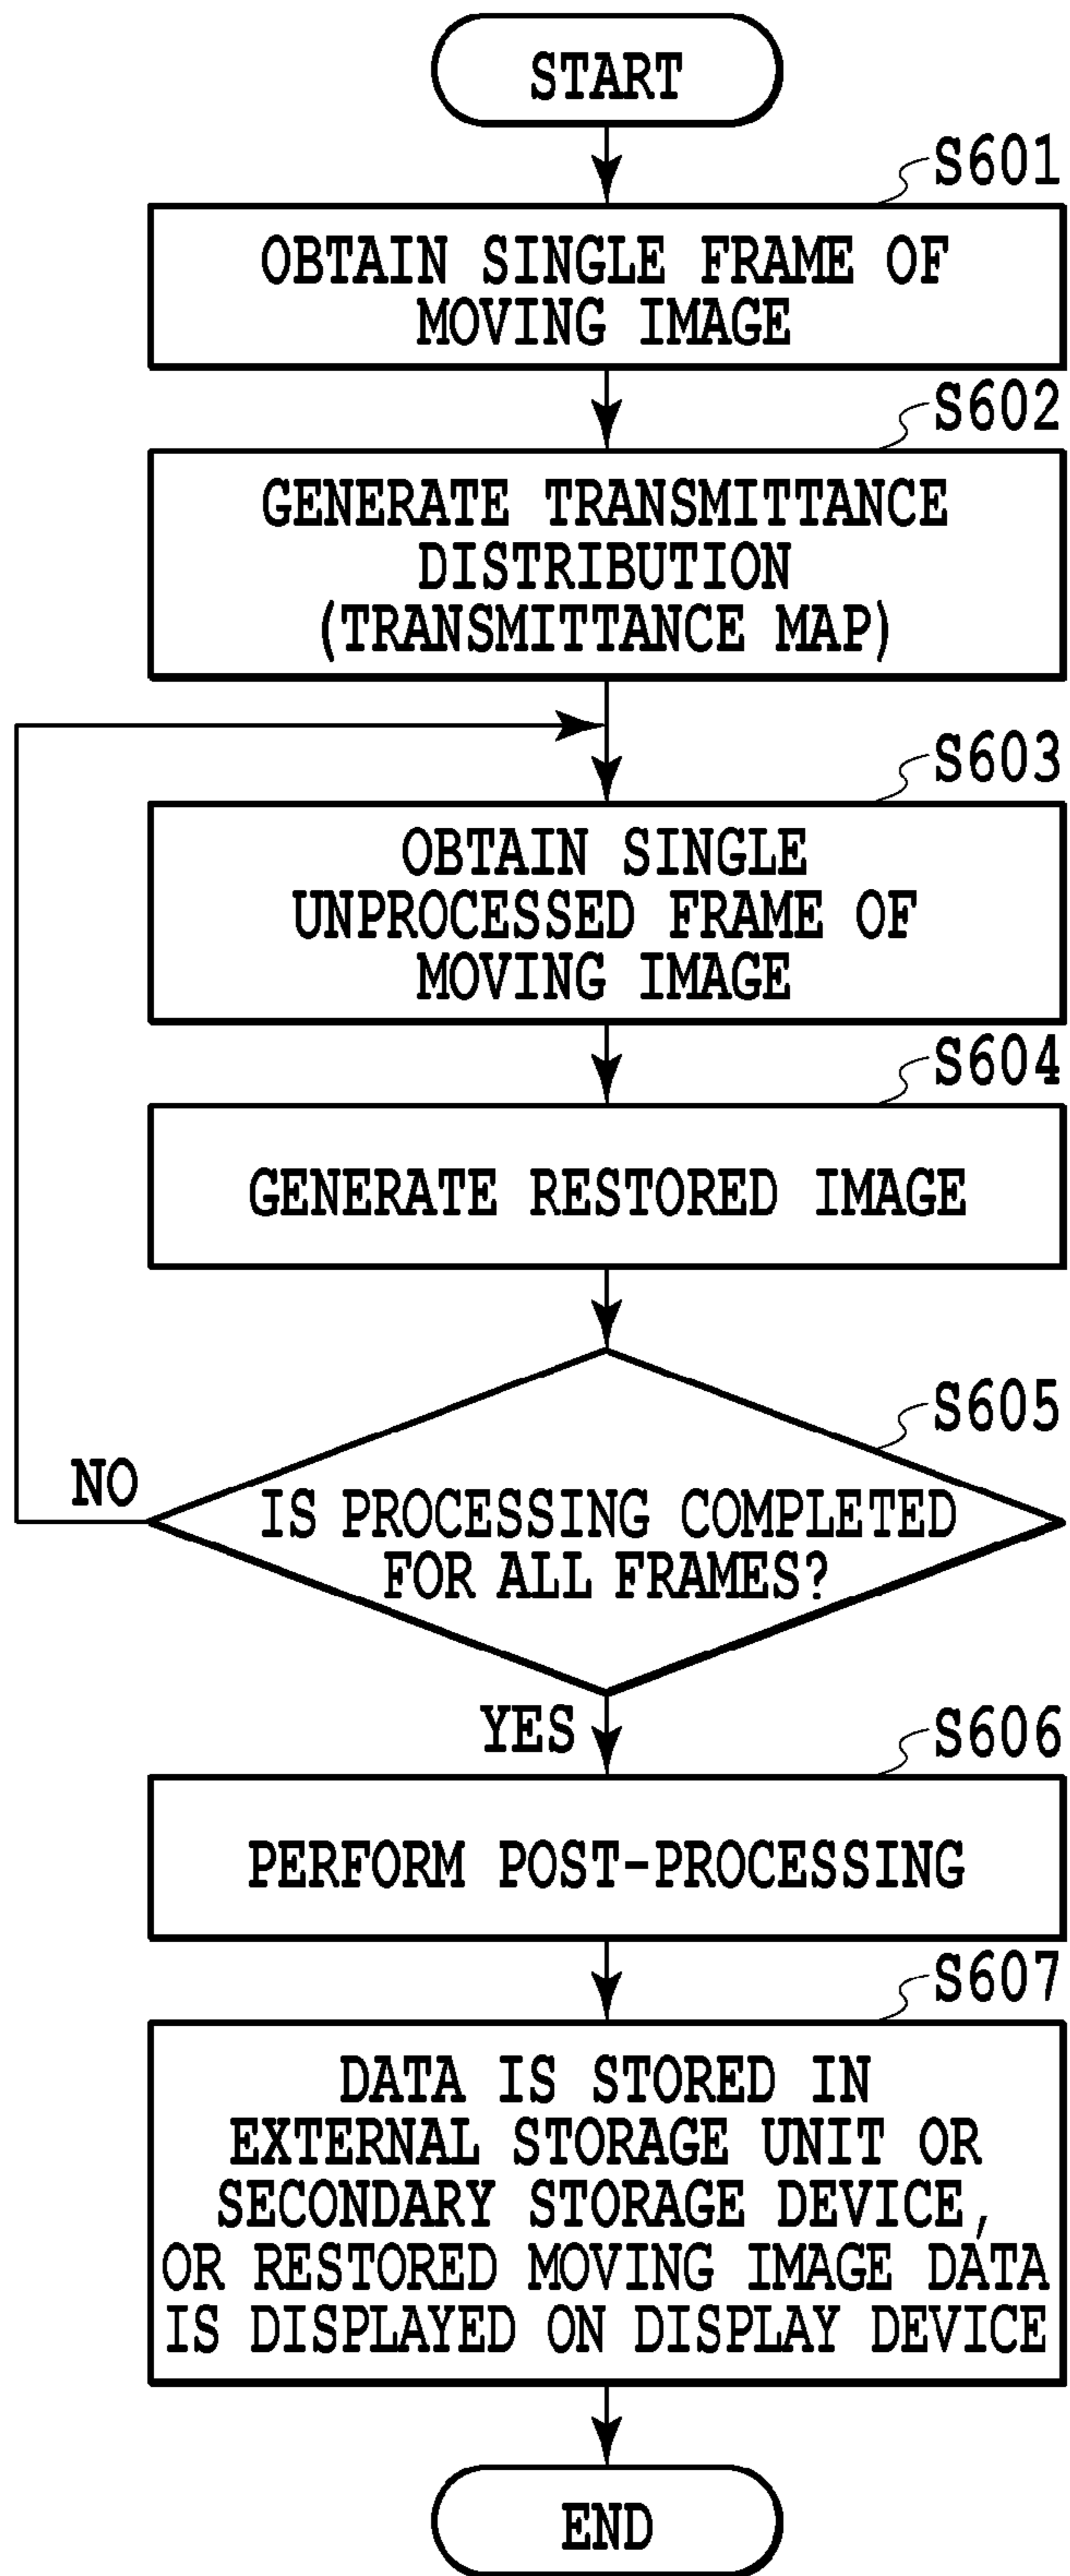 START
S601
OBTAIN SINGLE FRAME OF
MOVING IMAGE
S602
GENERATE TRANSMITTANCE
DISTRIBUTION
(TRANSMITTANCE MAP)
S603
OBTAIN SINGLE
UNPROCESSED FRAME OF
MOVING IMAGE
S604
GENERATE RESTORED IMAGE
S605
NO
IS PROCESSING COMPLETED
FOR ALL FRAMES?
YES
S606
PERFORM POST-PROCESSING
S607
DATA IS STORED IN
EXTERNAL STORAGE UNIT OR
SECONDARY STORAGE DEVICE,
OR RESTORED MOVING IMAGE DATA
IS DISPLAYED ON DISPLAY DEVICE
END